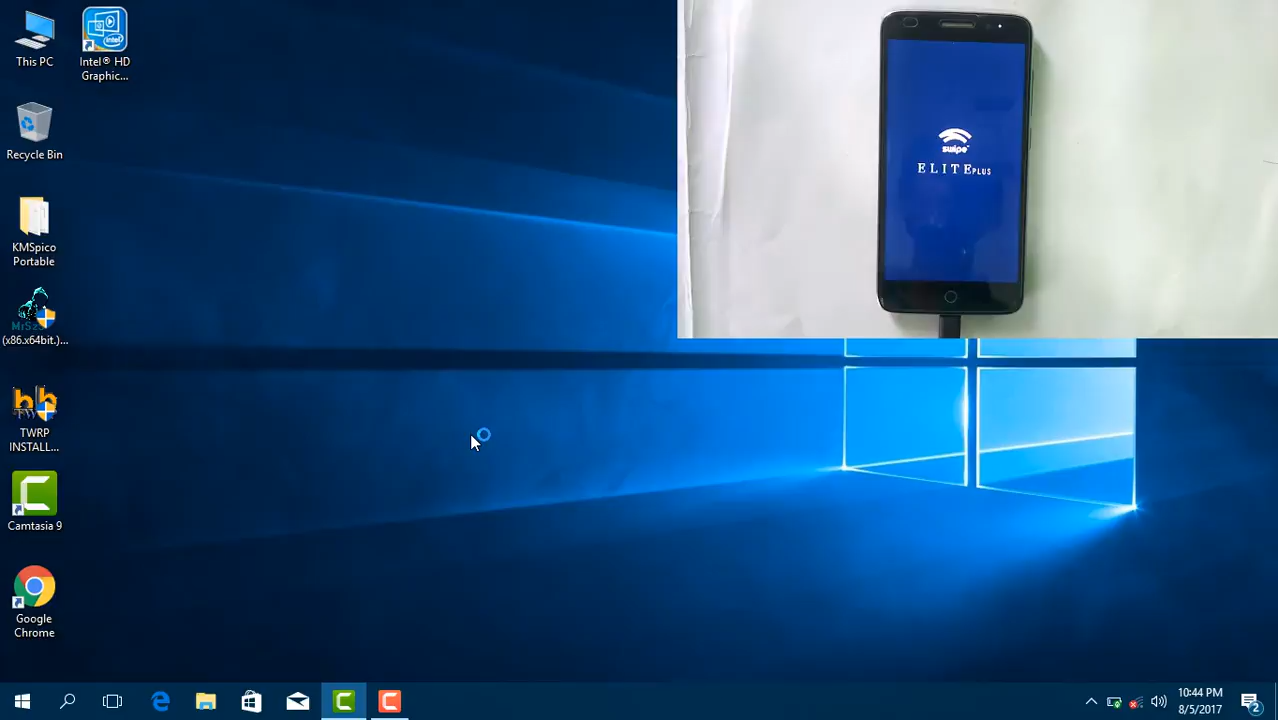 This PC
Intel® HD
Graphic...
Recycle Bin
KMSpico
Portable
(x86.x64bit.)...
TWRP
INSTALL...
Camtasia 9
Google
Chrome
swipe
ELITE PLUS
10:44 PM
8/5/2017
2